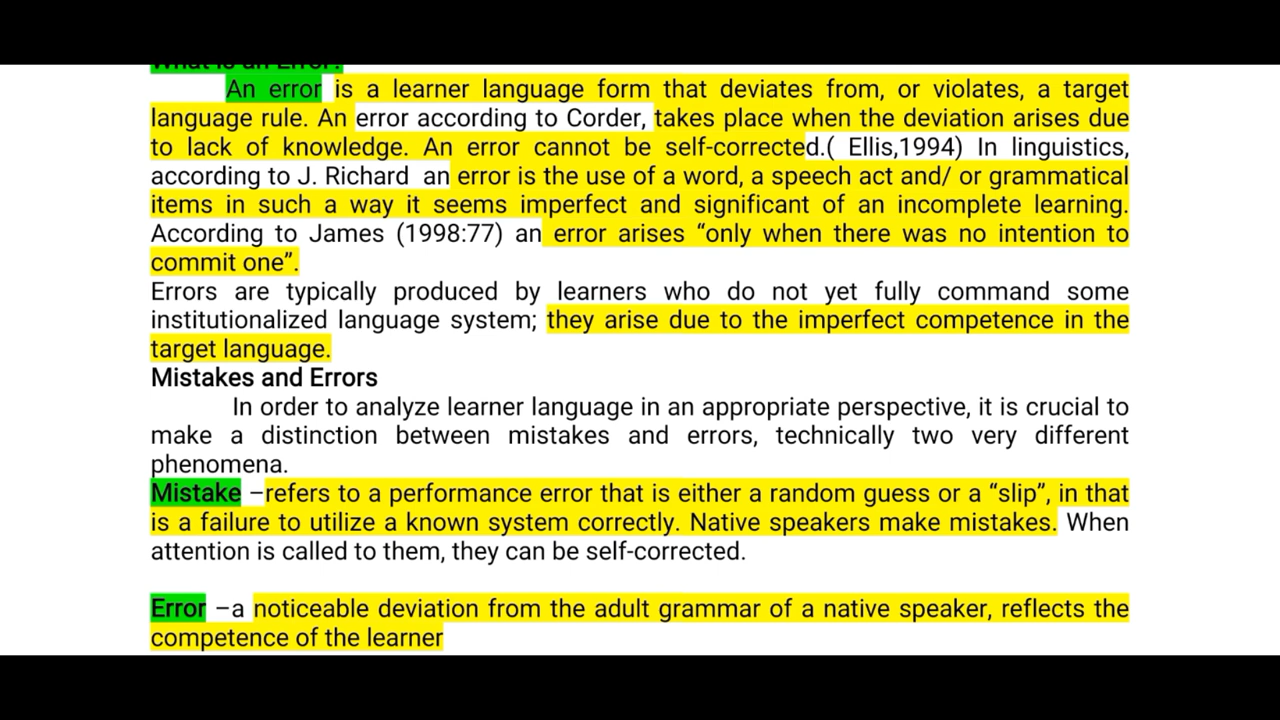 What is an Error?
An error is a learner language form that deviates from, or violates, a target
language rule. An error according to Corder, takes place when the deviation arises due
to lack of knowledge. An error cannot be self-corrected.( Ellis,1994) In linguistics,
according to J. Richard an error is the use of a word, a speech act and/ or grammatical
items in such a way it seems imperfect and significant of an incomplete learning.
According to James (1998:77) an error arises “only when there was no intention to
commit one”.
Errors are typically produced by learners who do not yet fully command some
institutionalized language system; they arise due to the imperfect competence in the
target language.
Mistakes and Errors
In order to analyze learner language in an appropriate perspective, it is crucial to
make a distinction between mistakes and errors, technically two very different
phenomena.
Mistake –refers to a performance error that is either a random guess or a “slip”, in that
is a failure to utilize a known system correctly. Native speakers make mistakes. When
attention is called to them, they can be self-corrected.
Error –a noticeable deviation from the adult grammar of a native speaker, reflects the
competence of the learner